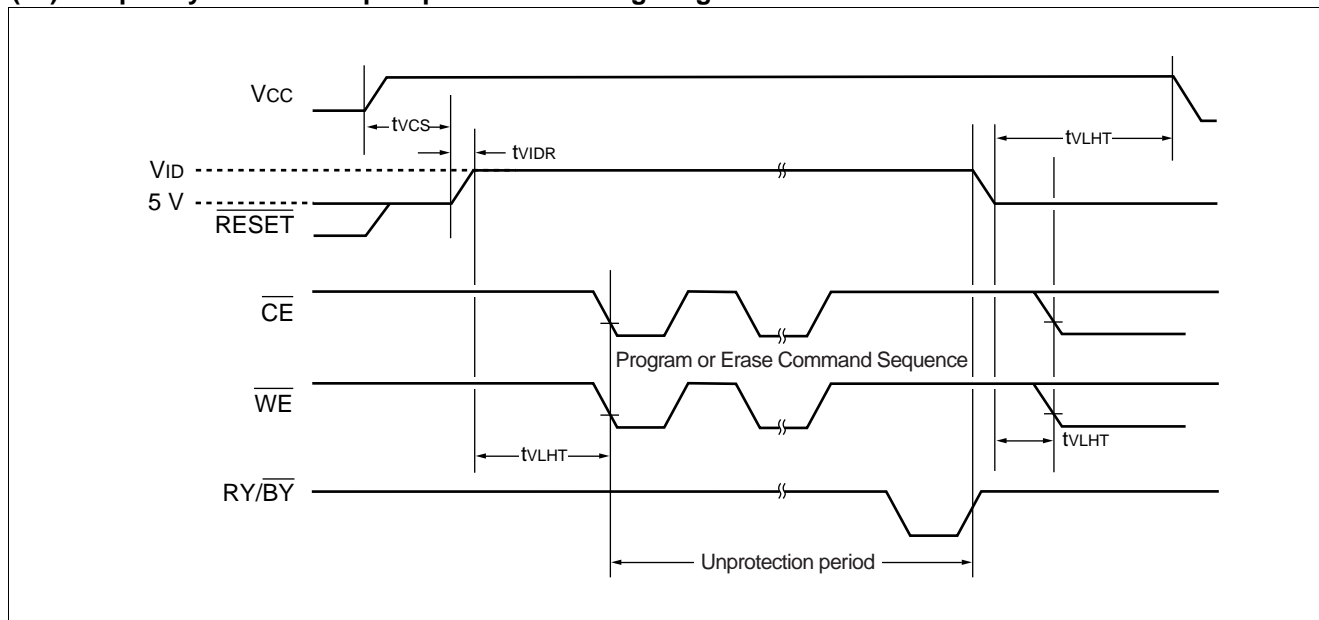 VCC
tVCS
tVIDR
tVLHT
VID
5 V
RESET
CE
Program or Erase Command Sequence
WE
tVLHT
tVLHT
RY/BY
Unprotection period